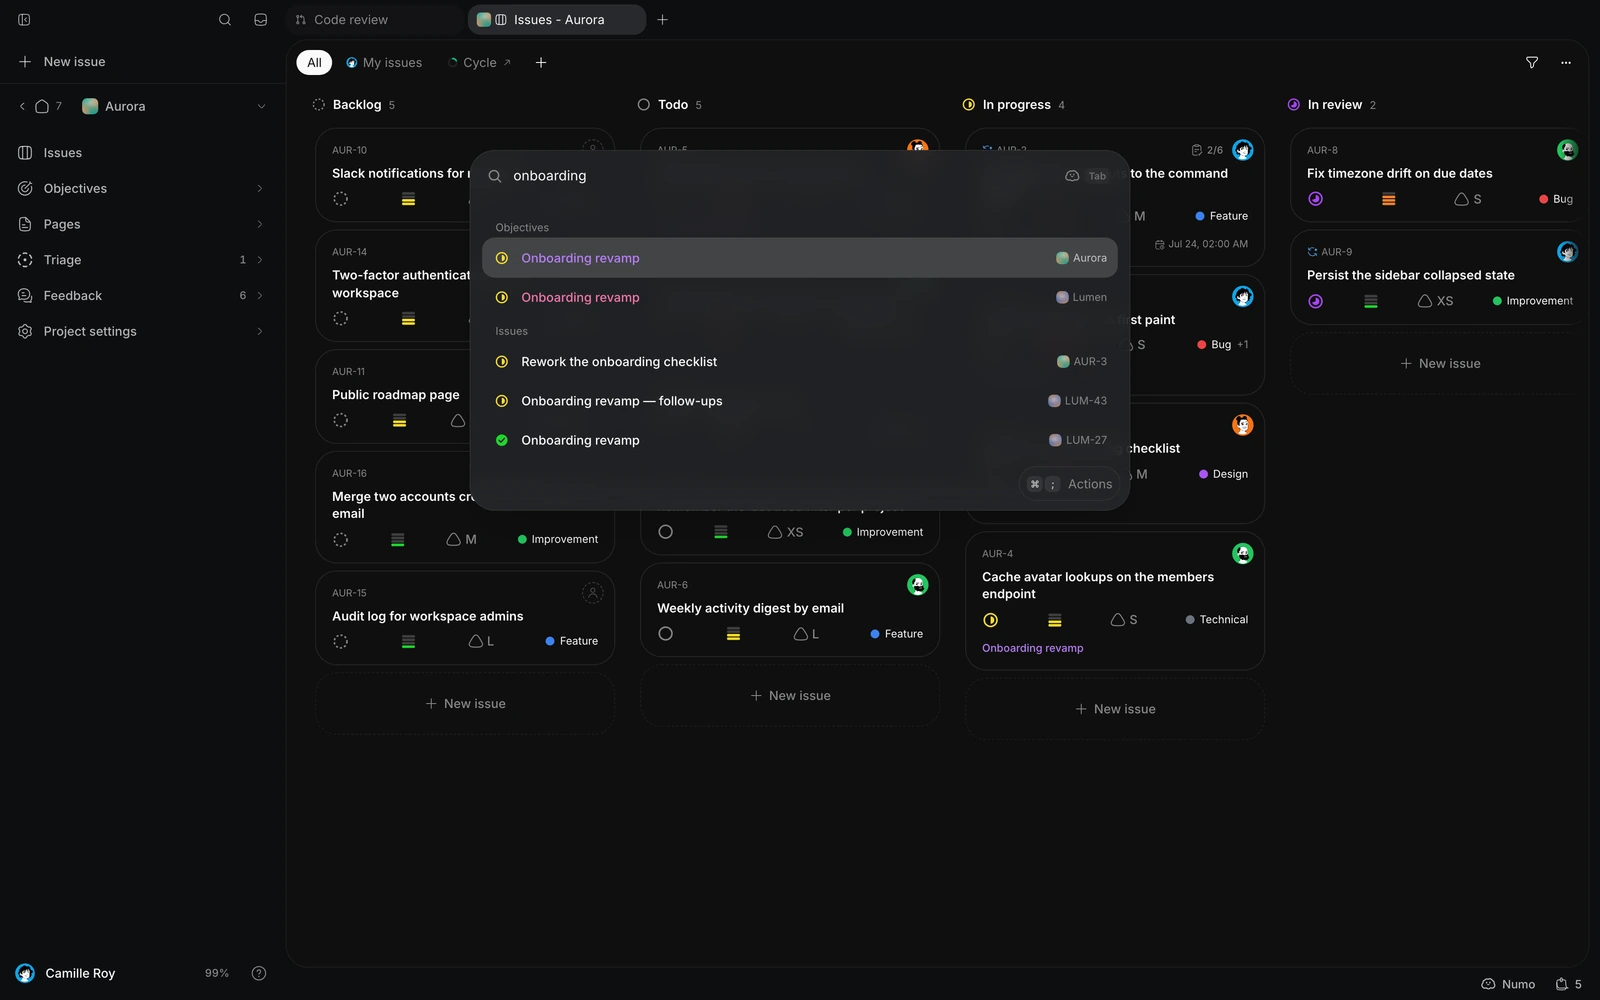 Code review
Issues - Aurora
New issue
7
Aurora
Issues
Objectives
Pages
Triage
1
Feedback
6
Project settings
Camille Roy
99%
All
My issues
Cycle
Backlog 5
AUR-10
Slack notifications for
AUR-14
Two-factor authenticat
workspace
AUR-11
Public roadmap page
AUR-16
Merge two accounts
email
M
Improvement
AUR-15
Audit log for workspace admins
L
Feature
New issue
Todo 5
AUR-5
XS
Improvement
AUR-6
Weekly activity digest by email
L
Feature
New issue
In progress 4
AUR-2
2/6
to the command
M
Feature
Jul 24, 02:00 AM
paint
S
Bug +1
checklist
M
Design
AUR-4
Cache avatar lookups on the members
endpoint
S
Technical
Onboarding revamp
New issue
In review 2
AUR-8
Fix timezone drift on due dates
S
Bug
AUR-9
Persist the sidebar collapsed state
XS
Improvement
New issue
onboarding
Tab
Objectives
Onboarding revamp
Aurora
Onboarding revamp
Lumen
Issues
Rework the onboarding checklist
AUR-3
Onboarding revamp — follow-ups
LUM-43
Onboarding revamp
LUM-27
⌘ ; Actions
Numo
5